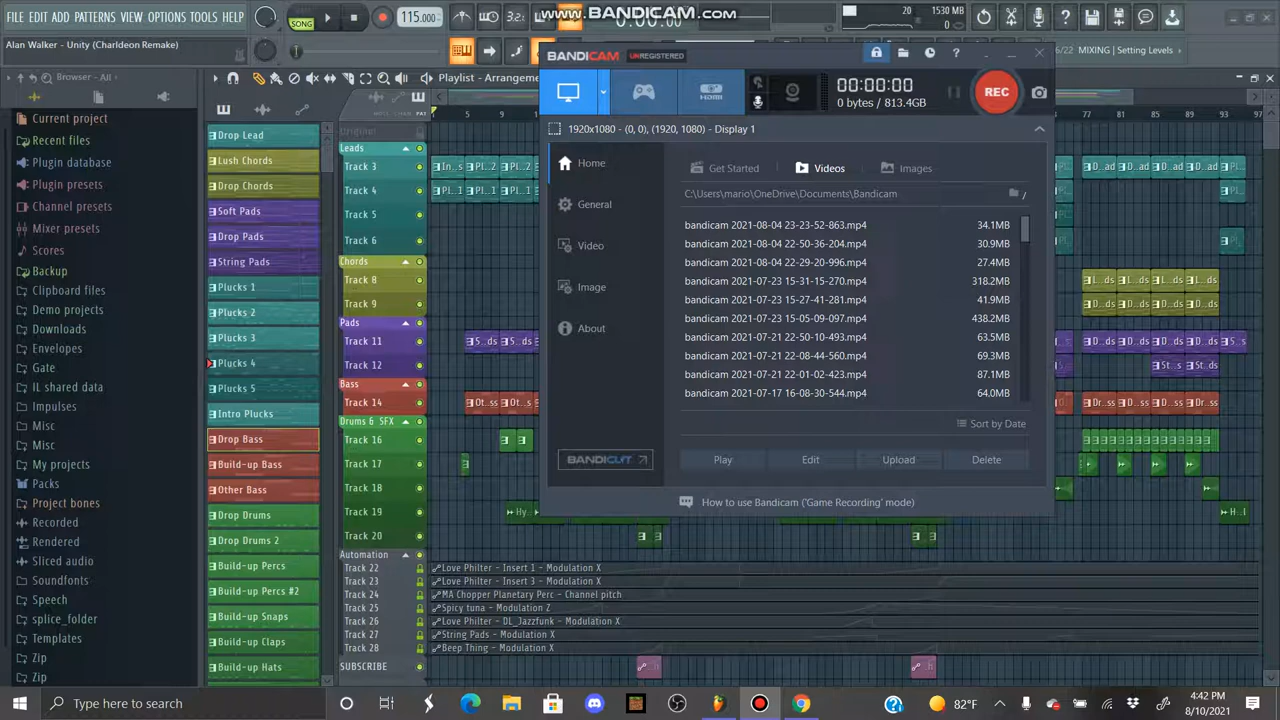 FILE EDIT ADD PATTERNS VIEW OPTIONS TOOLS HELP
SONG
115.000
3.2
www.BANDICAM.com
20
1530 MB
0
Alan Walker - Unity (Charldeon Remake)
/22 MIXING | Setting Levels
Browser - All
Playlist - Arrangeme
5
9
77
81
85
89
93
97
Current project
Recent files
Plugin database
Plugin presets
Channel presets
Mixer presets
Scores
Backup
Clipboard files
Demo projects
Downloads
Envelopes
Gate
IL shared data
Impulses
Misc
Misc
My projects
Packs
Project bones
Recorded
Rendered
Sliced audio
Soundfonts
Speech
splice_folder
Templates
Zip
Zip
Drop Lead
Lush Chords
Drop Chords
Soft Pads
Drop Pads
String Pads
Plucks 1
Plucks 2
Plucks 3
Plucks 4
Plucks 5
Intro Plucks
Drop Bass
Build-up Bass
Other Bass
Drop Drums
Drop Drums 2
Build-up Percs
Build-up Percs #2
Build-up Snaps
Build-up Claps
Build-up Hats
Original
Leads
Track 3
Track 4
Track 5
Track 6
Chords
Track 8
Track 9
Pads
Track 11
Track 12
Bass
Track 14
Drums & SFX
Track 16
Track 17
Track 18
Track 19
Track 20
Automation
Track 22
Track 23
Track 24
Track 25
Track 26
Track 27
Track 28
SUBSCRIBE
Love Philter - Insert 1 - Modulation X
Love Philter - Insert 3 - Modulation X
MA Chopper Planetary Perc - Channel pitch
Spicy tuna - Modulation Z
Love Philter - DL_Jazzfunk - Modulation X
String Pads - Modulation X
Beep Thing - Modulation X
BANDICAM
UNREGISTERED
HDMI
00:00:00
0 bytes / 813.4GB
REC
1920x1080 - (0, 0), (1920, 1080) - Display 1
Home
General
Video
Image
About
BANDICUT
Get Started
Videos
Images
C:\Users\mario\OneDrive\Documents\Bandicam
/
bandicam 2021-08-04 23-23-52-863.mp4 34.1MB
bandicam 2021-08-04 22-50-36-204.mp4 30.9MB
bandicam 2021-08-04 22-29-20-996.mp4 27.4MB
bandicam 2021-07-23 15-31-15-270.mp4 318.2MB
bandicam 2021-07-23 15-27-41-281.mp4 41.9MB
bandicam 2021-07-23 15-05-09-097.mp4 438.2MB
bandicam 2021-07-21 22-50-10-493.mp4 63.5MB
bandicam 2021-07-21 22-08-44-560.mp4 69.3MB
bandicam 2021-07-21 22-01-02-423.mp4 87.1MB
bandicam 2021-07-17 16-08-30-544.mp4 64.0MB
Sort by Date
Play
Edit
Upload
Delete
How to use Bandicam ('Game Recording' mode)
Type here to search
82°F
4:42 PM
8/10/2021